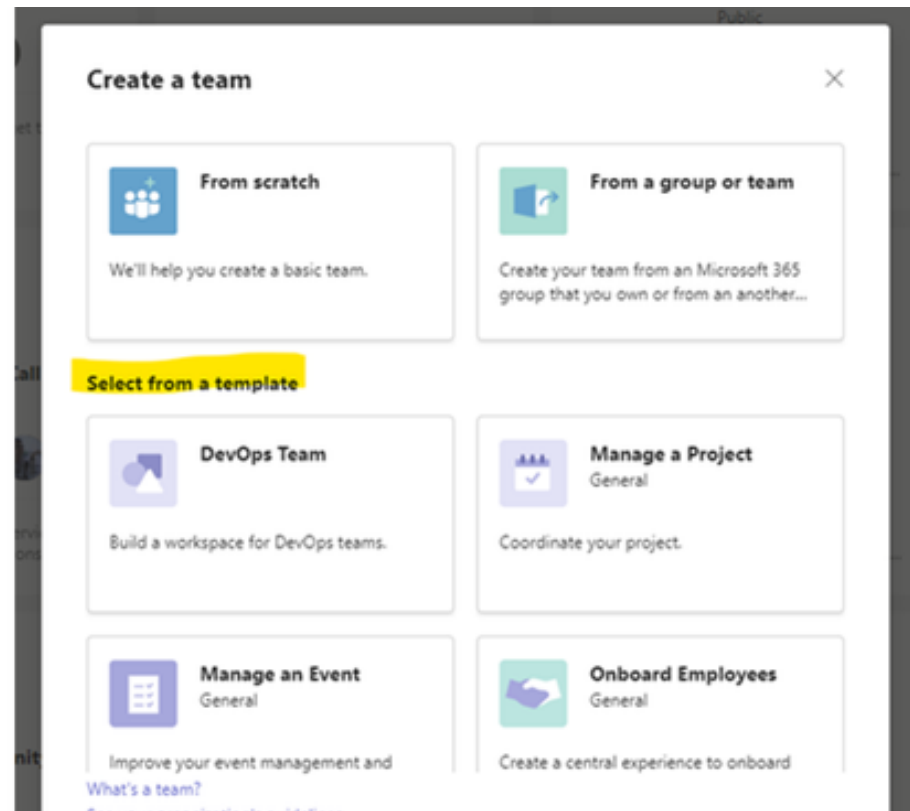 Public
Create a team
From scratch
We'll help you create a basic team.
From a group or team
Create your team from an Microsoft 365
group that you own or from an another...
Select from a template
DevOps Team
Build a workspace for DevOps teams.
Manage a Project
General
Coordinate your project.
Manage an Event
General
Improve your event management and
Onboard Employees
General
Create a central experience to onboard
What's a team?